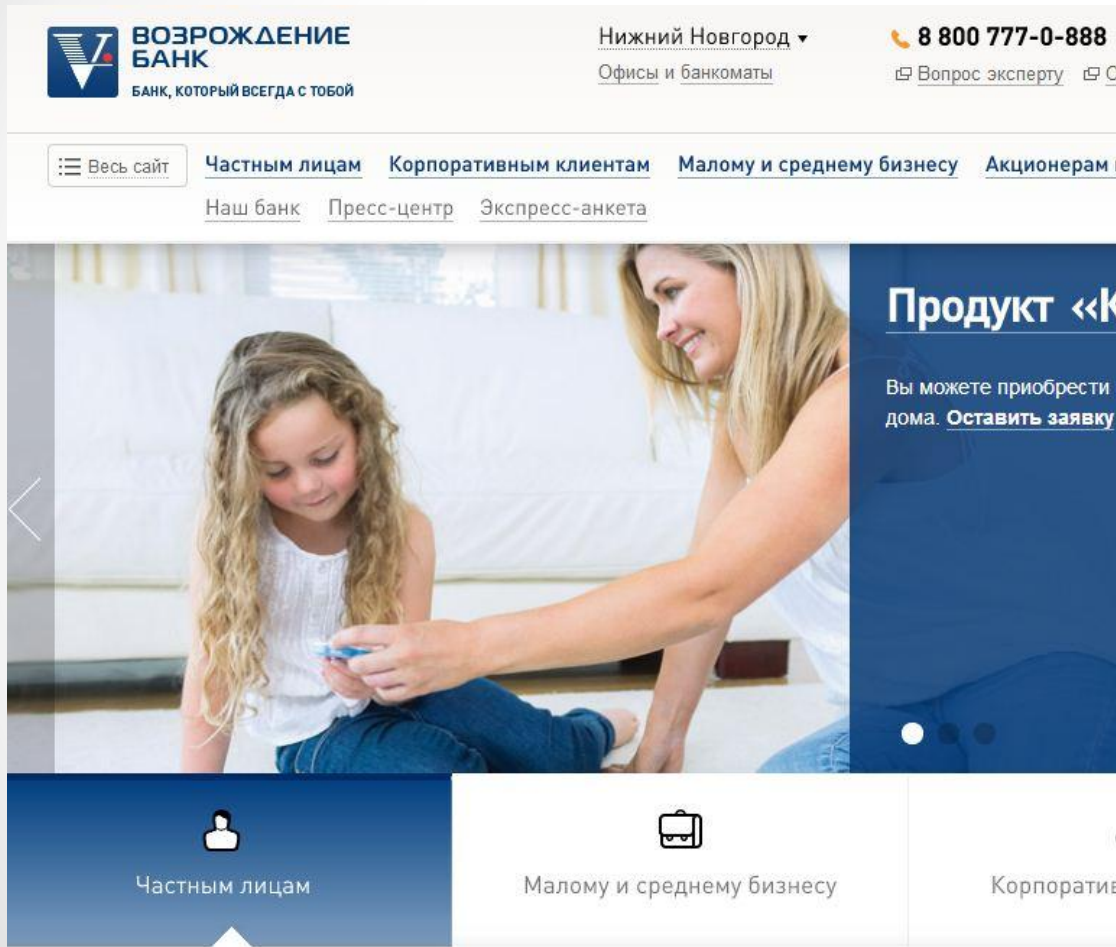 ВОЗРОЖДЕНИЕ
БАНК
БАНК, КОТОРЫЙ ВСЕГДА С ТОБОЙ
Нижний Новгород
Офисы и банкоматы
8 800 777-0-888
Вопрос эксперту
Весь сайт
Частным лицам Корпоративным клиентам Малому и среднему бизнесу Акционерам
Наш банк Пресс-центр Экспресс-анкета
Продукт «К
Вы можете приобрести
дома. Оставить заявку
Частным лицам
Малому и среднему бизнесу
Корпоратив